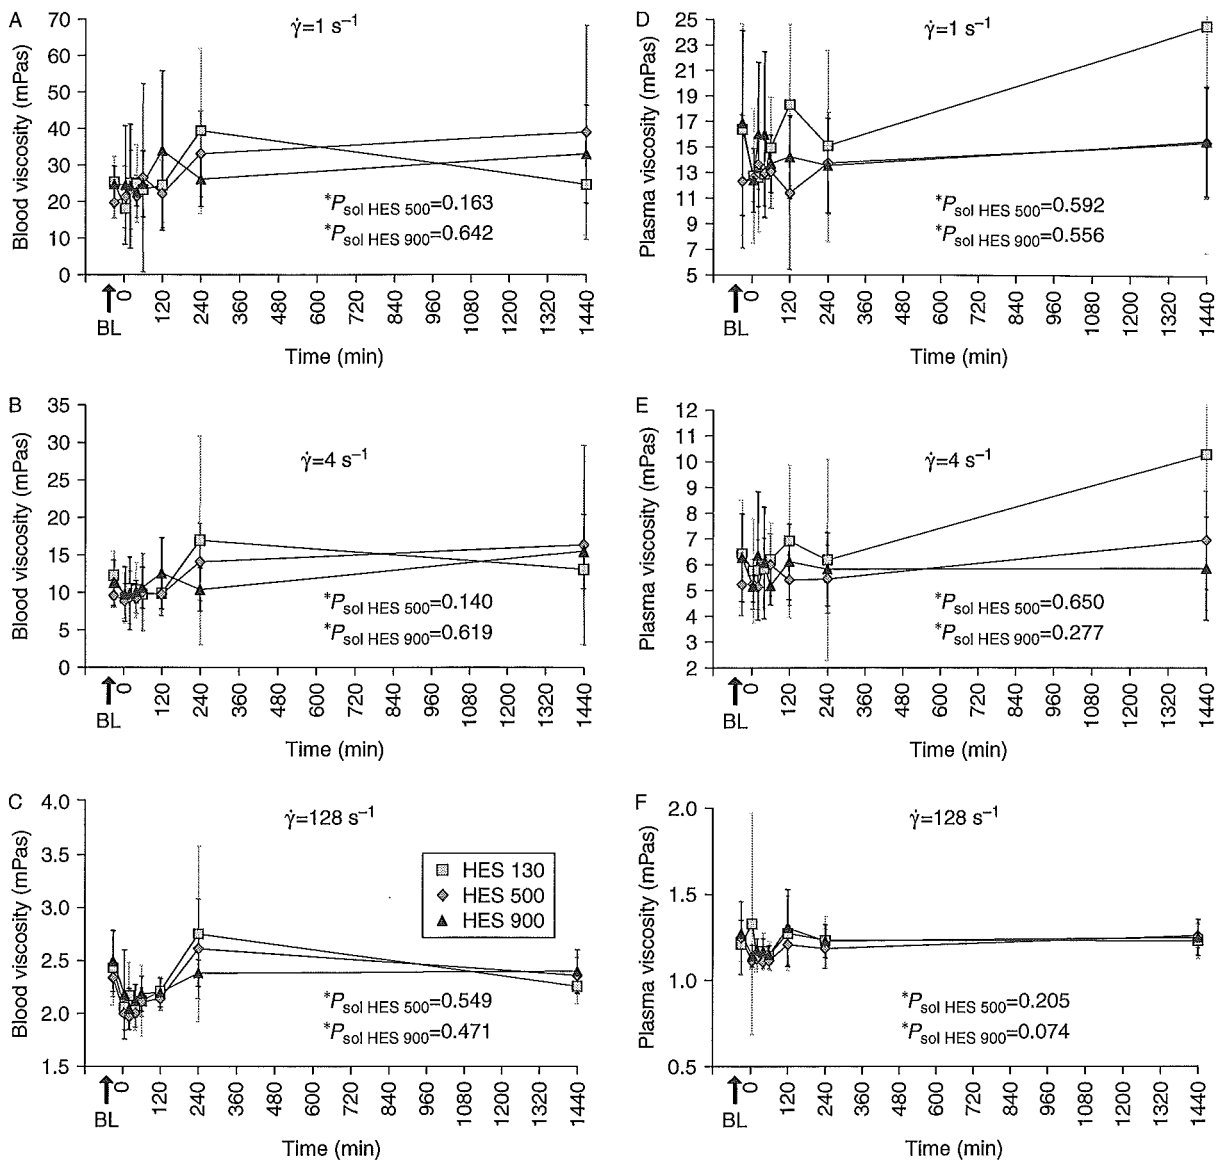 A
γ̇=1 s⁻¹
Blood viscosity (mPas)
70
60
50
40
30
20
10
0
*P sol HES 500=0.163
*P sol HES 900=0.642
BL
0 120 240 360 480 600 720 840 960 1080 1200 1320 1440
Time (min)
D
γ̇=1 s⁻¹
Plasma viscosity (mPas)
25
23
21
19
17
15
13
11
9
7
5
*P sol HES 500=0.592
*P sol HES 900=0.556
BL
0 120 240 360 480 600 720 840 960 1080 1200 1320 1440
Time (min)
B
γ̇=4 s⁻¹
Blood viscosity (mPas)
35
30
25
20
15
10
5
0
*P sol HES 500=0.140
*P sol HES 900=0.619
BL
0 120 240 360 480 600 720 840 960 1080 1200 1320 1440
Time (min)
E
γ̇=4 s⁻¹
Plasma viscosity (mPas)
12
11
10
9
8
7
6
5
4
3
2
*P sol HES 500=0.650
*P sol HES 900=0.277
BL
0 120 240 360 480 600 720 840 960 1080 1200 1320 1440
Time (min)
C
γ̇=128 s⁻¹
Blood viscosity (mPas)
4.0
3.5
3.0
2.5
2.0
1.5
HES 130
HES 500
HES 900
*P sol HES 500=0.549
*P sol HES 900=0.471
BL
0 120 240 360 480 600 720 840 960 1080 1200 1320 1440
Time (min)
F
γ̇=128 s⁻¹
Plasma viscosity (mPas)
2.0
1.5
1.0
0.5
*P sol HES 500=0.205
*P sol HES 900=0.074
BL
0 120 240 360 480 600 720 840 960 1080 1200 1320 1440
Time (min)